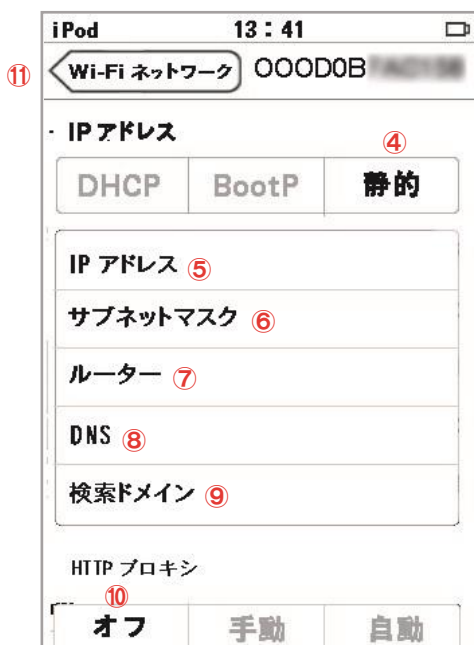 iPod 13：41
⑪ Wi-Fi ネットワーク OOOD0B
IP アドレス
④
DHCP BootP 静的
IP アドレス ⑤
サブネットマスク ⑥
ルーター ⑦
DNS ⑧
検索ドメイン ⑨
HTTP プロキシ
⑩
オフ 手動 自動